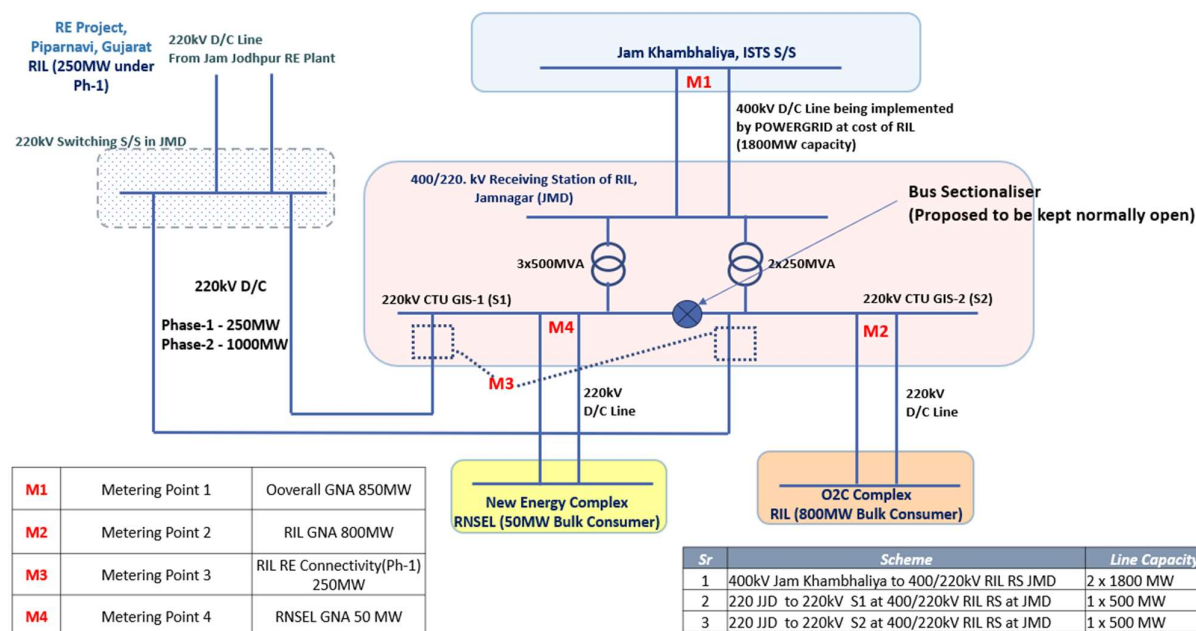 RE Project,
Piparnavi, Gujarat
RIL (250MW under
Ph-1)
220kV D/C Line
From Jam Jodhpur RE Plant
Jam Khambhaliya, ISTS S/S
M1
400kV D/C Line being implemented
by POWERGRID at cost of RIL
(1800MW capacity)
220kV Switching S/S in JMD
400/220. kV Receiving Station of RIL,
Jamnagar (JMD)
Bus Sectionaliser
(Proposed to be kept normally open)
3x500MVA
2x250MVA
220kV D/C
Phase-1 - 250MW
Phase-2 - 1000MW
220kV CTU GIS-1 (S1)
220kV CTU GIS-2 (S2)
M4
M2
M3
220kV
D/C Line
220kV
D/C Line
New Energy Complex
RNSEL (50MW Bulk Consumer)
O2C Complex
RIL (800MW Bulk Consumer)
M1 Metering Point 1 Ooverall GNA 850MW
M2 Metering Point 2 RIL GNA 800MW
M3 Metering Point 3 RIL RE Connectivity(Ph-1) 250MW
M4 Metering Point 4 RNSEL GNA 50 MW
Sr Scheme Line Capacity
1 400kV Jam Khambhaliya to 400/220kV RIL RS JMD 2 x 1800 MW
2 220 JJD to 220kV S1 at 400/220kV RIL RS at JMD 1 x 500 MW
3 220 JJD to 220kV S2 at 400/220kV RIL RS at JMD 1 x 500 MW